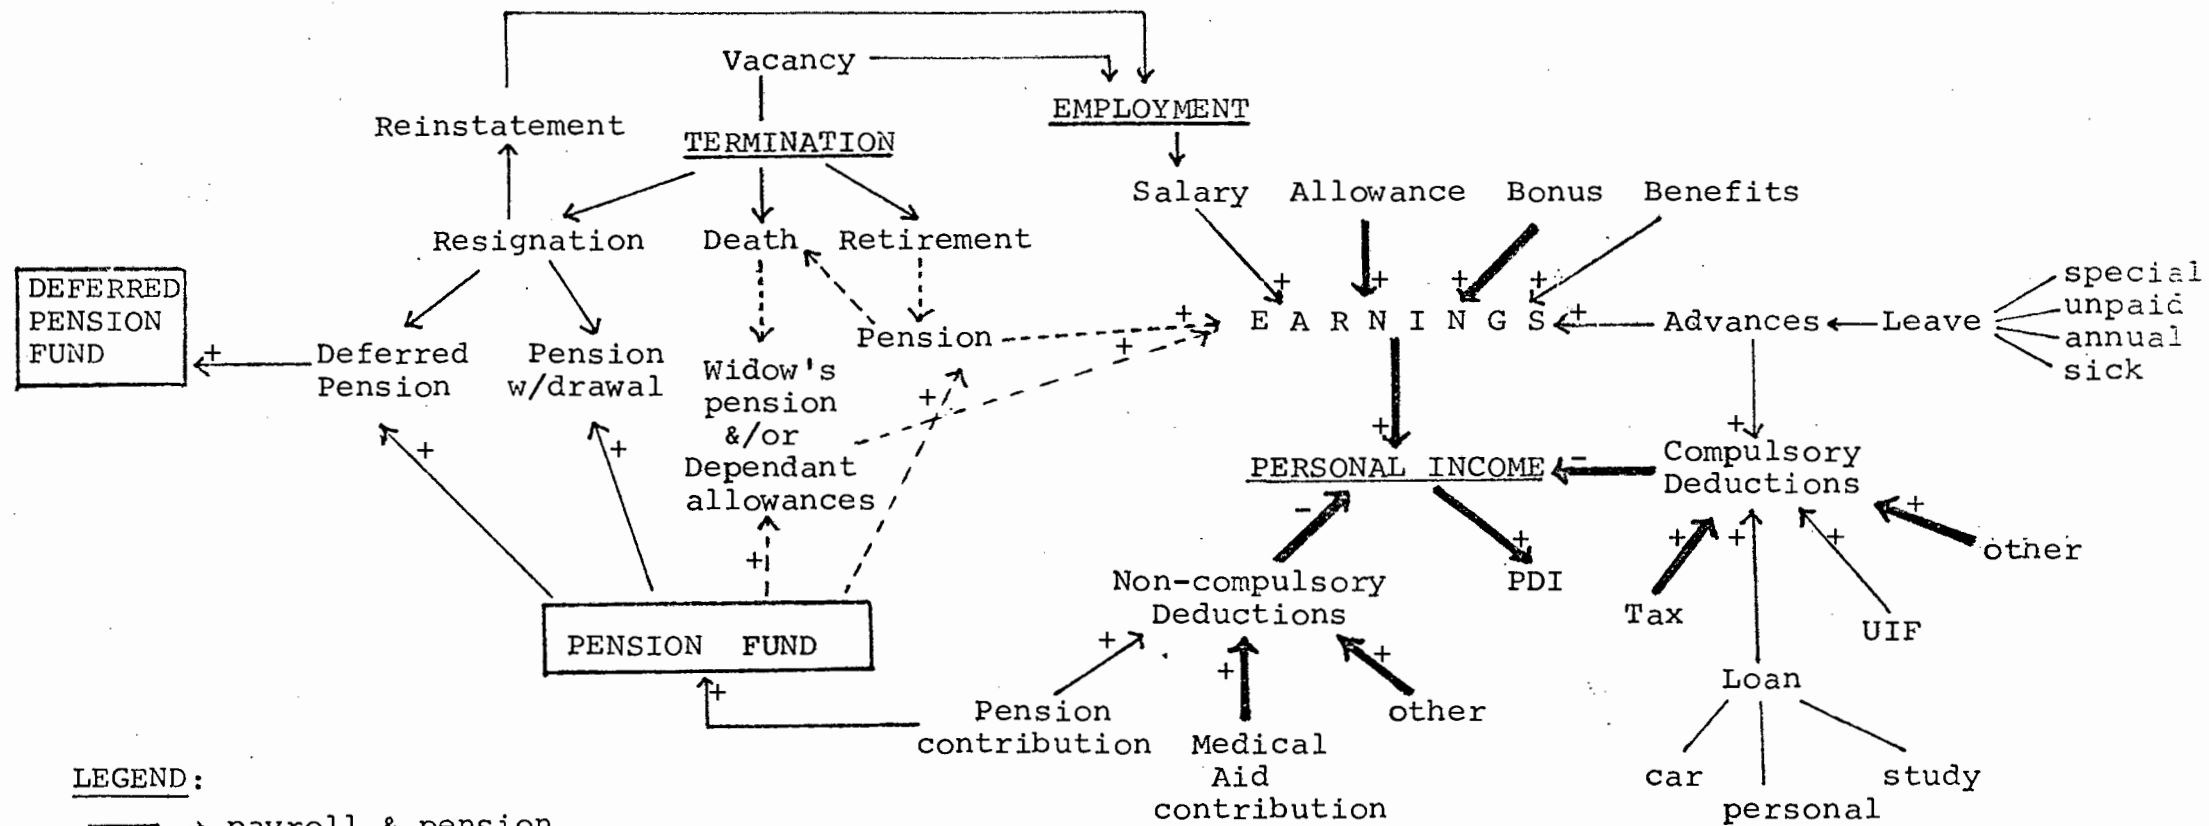 Vacancy
EMPLOYMENT
Reinstatement
TERMINATION
Salary
Allowance
Bonus
Benefits
Resignation
Death
Retirement
DEFERRED
PENSION
FUND
+
Deferred
Pension
Pension
w/drawal
Widow's
pension
&/or
Dependant
allowances
Pension
+
+
+
+
+
+
+
E A R N I N G S
+
Advances
Leave
special
unpaid
annual
sick
+
+
+
+
+
PERSONAL INCOME
-
Compulsory
Deductions
-
+
+
+
+
+
Non-compulsory
Deductions
PDI
Tax
UIF
other
PENSION FUND
+
+
+
+
Pension
contribution
Medical
Aid
contribution
other
Loan
car
personal
study
LEGEND:
payroll & pension